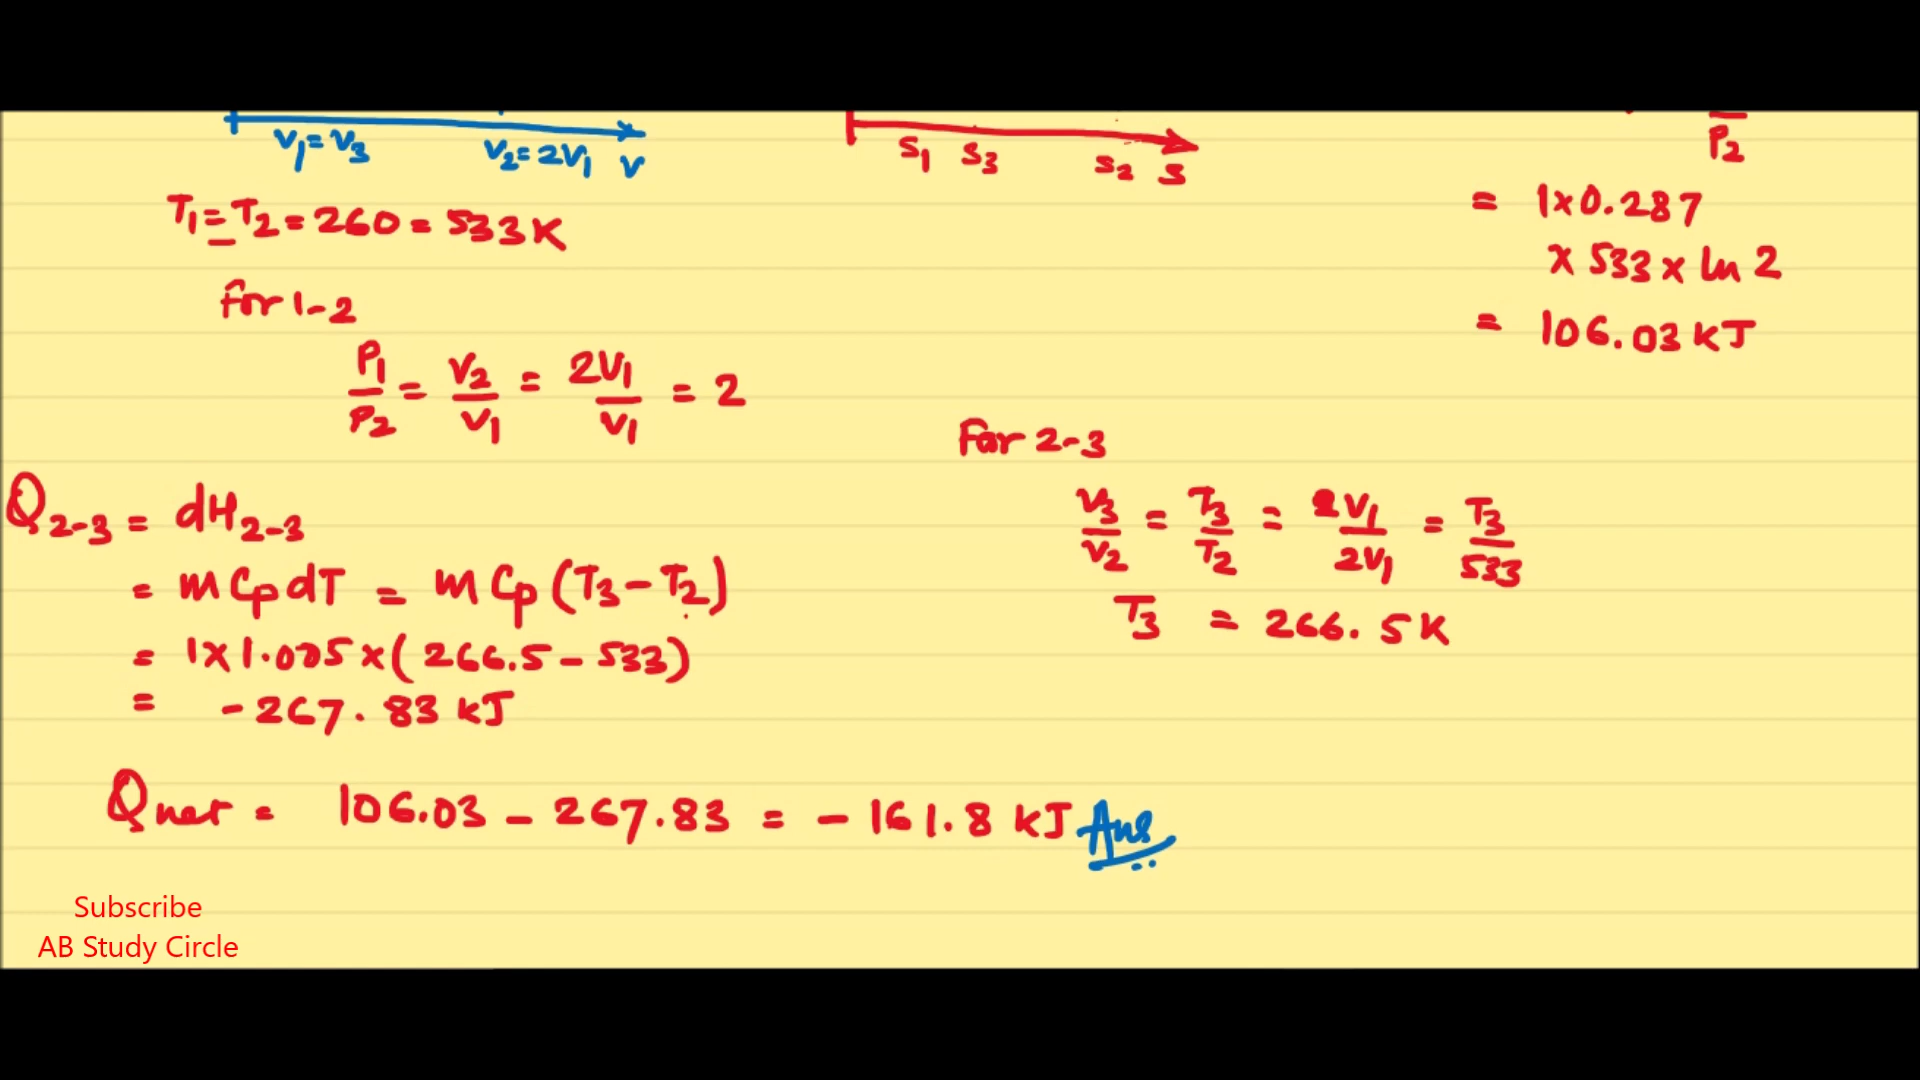 v₁=v₃ v₂=2v₁ v
s₁ s₃ s₂ s
P₂
T₁=T₂=260=533K
for 1-2
P₁/P₂ = v₂/v₁ = 2v₁/v₁ = 2
= 1×0.287
× 533 × ln 2
= 106.03 kJ
Q₂₋₃ = dH₂₋₃
= mCpdT = mCp(T₃-T₂)
= 1×1.005×(266.5-533)
= -267.83 kJ
For 2-3
v₃/v₂ = T₃/T₂ = v₁/2v₁ = T₃/533
T₃ = 266.5K
Qnet = 106.03 - 267.83 = -161.8 kJ Ans
Subscribe
AB Study Circle